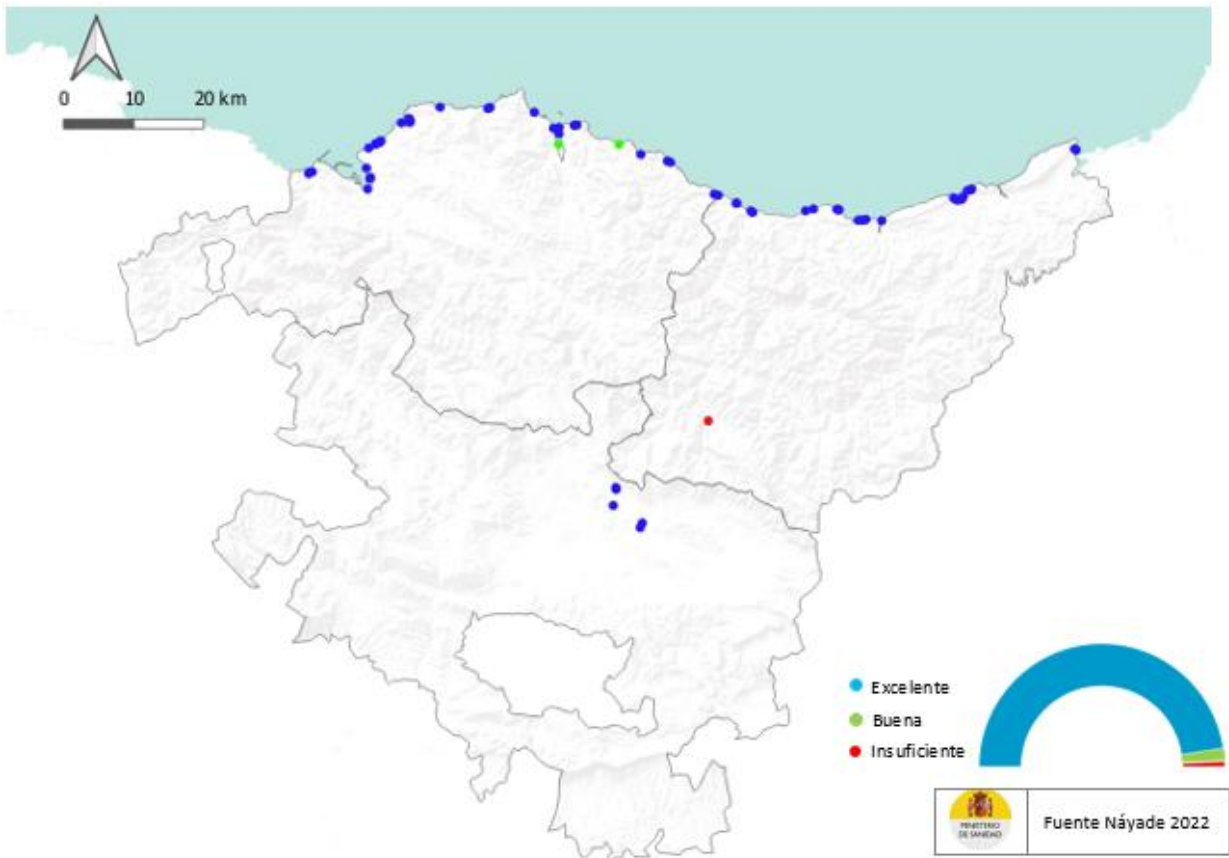 0 10 20 km
Excelente
Buena
Insuficiente
MINISTERIO
DE SANIDAD
Fuente Náyade 2022